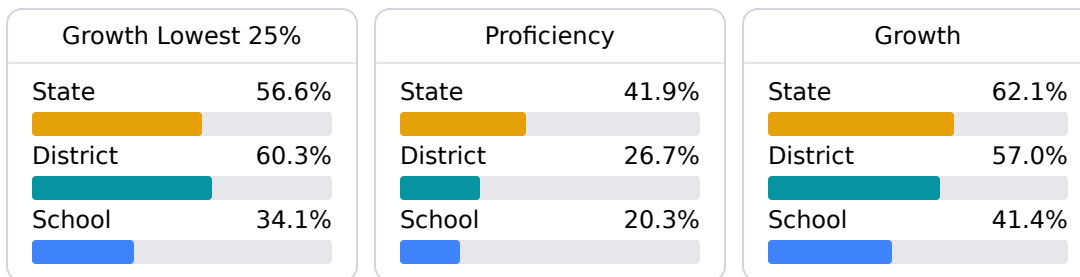 Growth Lowest 25%
State 56.6%
District 60.3%
School 34.1%
Proficiency
State 41.9%
District 26.7%
School 20.3%
Growth
State 62.1%
District 57.0%
School 41.4%